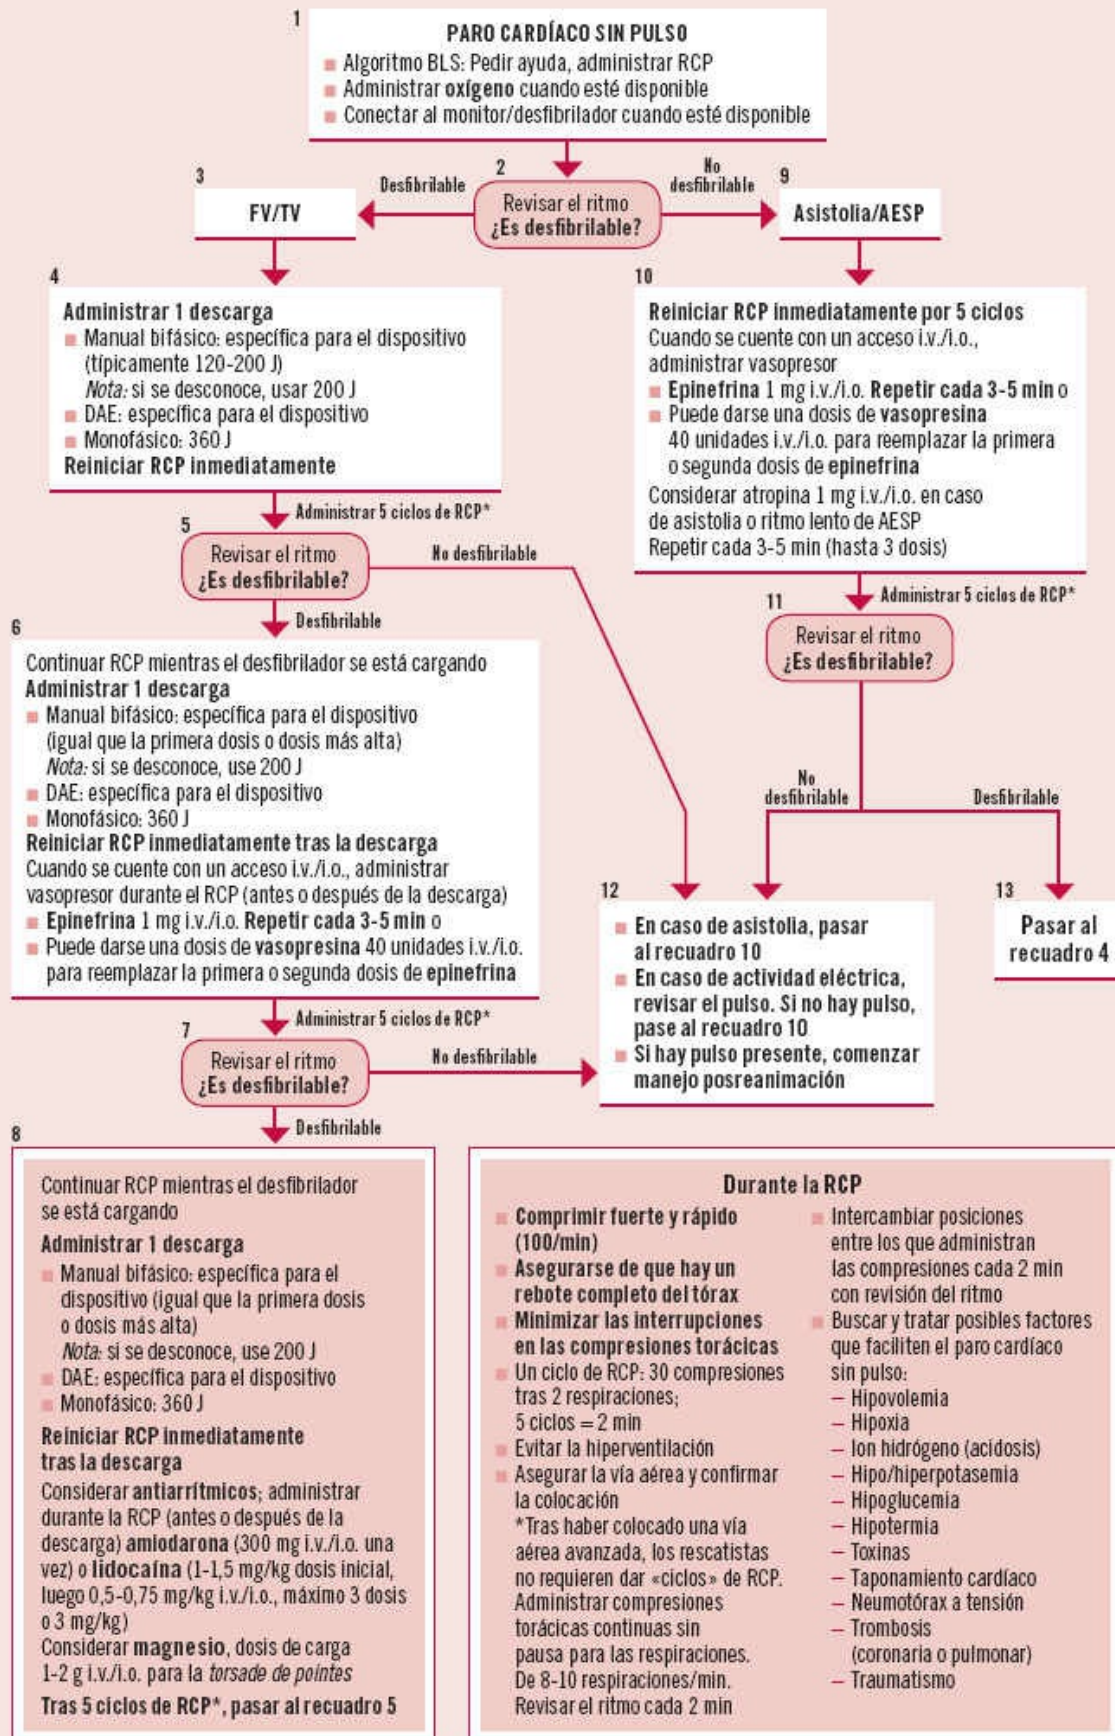 1
PARO CARDÍACO SIN PULSO
Algoritmo BLS: Pedir ayuda, administrar RCP
Administrar oxígeno cuando esté disponible
Conectar al monitor/desfibrilador cuando esté disponible
2
Revisar el ritmo
¿Es desfibrilable?
Desfibrilable
No
desfibrilable
3
FV/TV
9
Asistolia/AESP
4
Administrar 1 descarga
Manual bifásico: específica para el dispositivo
(típicamente 120-200 J)
Nota: si se desconoce, usar 200 J
DAE: específica para el dispositivo
Monofásico: 360 J
Reiniciar RCP inmediatamente
10
Reiniciar RCP inmediatamente por 5 ciclos
Cuando se cuente con un acceso i.v./i.o.,
administrar vasopresor
Epinefrina 1 mg i.v./i.o. Repetir cada 3-5 min o
Puede darse una dosis de vasopresina
40 unidades i.v./i.o. para reemplazar la primera
o segunda dosis de epinefrina
Considerar atropina 1 mg i.v./i.o. en caso
de asistolia o ritmo lento de AESP
Repetir cada 3-5 min (hasta 3 dosis)
Administrar 5 ciclos de RCP*
5
Revisar el ritmo
¿Es desfibrilable?
No desfibrilable
Desfibrilable
Administrar 5 ciclos de RCP*
11
Revisar el ritmo
¿Es desfibrilable?
No
desfibrilable
Desfibrilable
6
Continuar RCP mientras el desfibrilador se está cargando
Administrar 1 descarga
Manual bifásico: específica para el dispositivo
(igual que la primera dosis o dosis más alta)
Nota: si se desconoce, use 200 J
DAE: específica para el dispositivo
Monofásico: 360 J
Reiniciar RCP inmediatamente tras la descarga
Cuando se cuente con un acceso i.v./i.o., administrar
vasopresor durante el RCP (antes o después de la descarga)
Epinefrina 1 mg i.v./i.o. Repetir cada 3-5 min o
Puede darse una dosis de vasopresina 40 unidades i.v./i.o.
para reemplazar la primera o segunda dosis de epinefrina
12
En caso de asistolia, pasar
al recuadro 10
En caso de actividad eléctrica,
revisar el pulso. Si no hay pulso,
pase al recuadro 10
Si hay pulso presente, comenzar
manejo posreanimación
13
Pasar al
recuadro 4
Administrar 5 ciclos de RCP*
7
Revisar el ritmo
¿Es desfibrilable?
No desfibrilable
Desfibrilable
8
Continuar RCP mientras el desfibrilador
se está cargando
Administrar 1 descarga
Manual bifásico: específica para el
dispositivo (igual que la primera dosis
o dosis más alta)
Nota: si se desconoce, use 200 J
DAE: específica para el dispositivo
Monofásico: 360 J
Reiniciar RCP inmediatamente
tras la descarga
Considerar antiarrítmicos; administrar
durante la RCP (antes o después de la
descarga) amiodarona (300 mg i.v./i.o. una
vez) o lidocaína (1-1,5 mg/kg dosis inicial,
luego 0,5-0,75 mg/kg i.v./i.o., máximo 3 dosis
o 3 mg/kg)
Considerar magnesio, dosis de carga
1-2 g i.v./i.o. para la torsade de pointes
Tras 5 ciclos de RCP*, pasar al recuadro 5
Durante la RCP
Comprimir fuerte y rápido
(100/min)
Asegurarse de que hay un
rebote completo del tórax
Minimizar las interrupciones
en las compresiones torácicas
Un ciclo de RCP: 30 compresiones
tras 2 respiraciones;
5 ciclos = 2 min
Evitar la hiperventilación
Asegurar la vía aérea y confirmar
la colocación
*Tras haber colocado una vía
aérea avanzada, los rescatistas
no requieren dar «ciclos» de RCP.
Administrar compresiones
torácicas continuas sin
pausa para las respiraciones.
De 8-10 respiraciones/min.
Revisar el ritmo cada 2 min
Intercambiar posiciones
entre los que administran
las compresiones cada 2 min
con revisión del ritmo
Buscar y tratar posibles factores
que faciliten el paro cardíaco
sin pulso:
– Hipovolemia
– Hipoxia
– Ion hidrógeno (acidosis)
– Hipo/hiperpotasemia
– Hipoglucemia
– Hipotermia
– Toxinas
– Taponamiento cardíaco
– Neumotórax a tensión
– Trombosis
(coronaria o pulmonar)
– Traumatismo